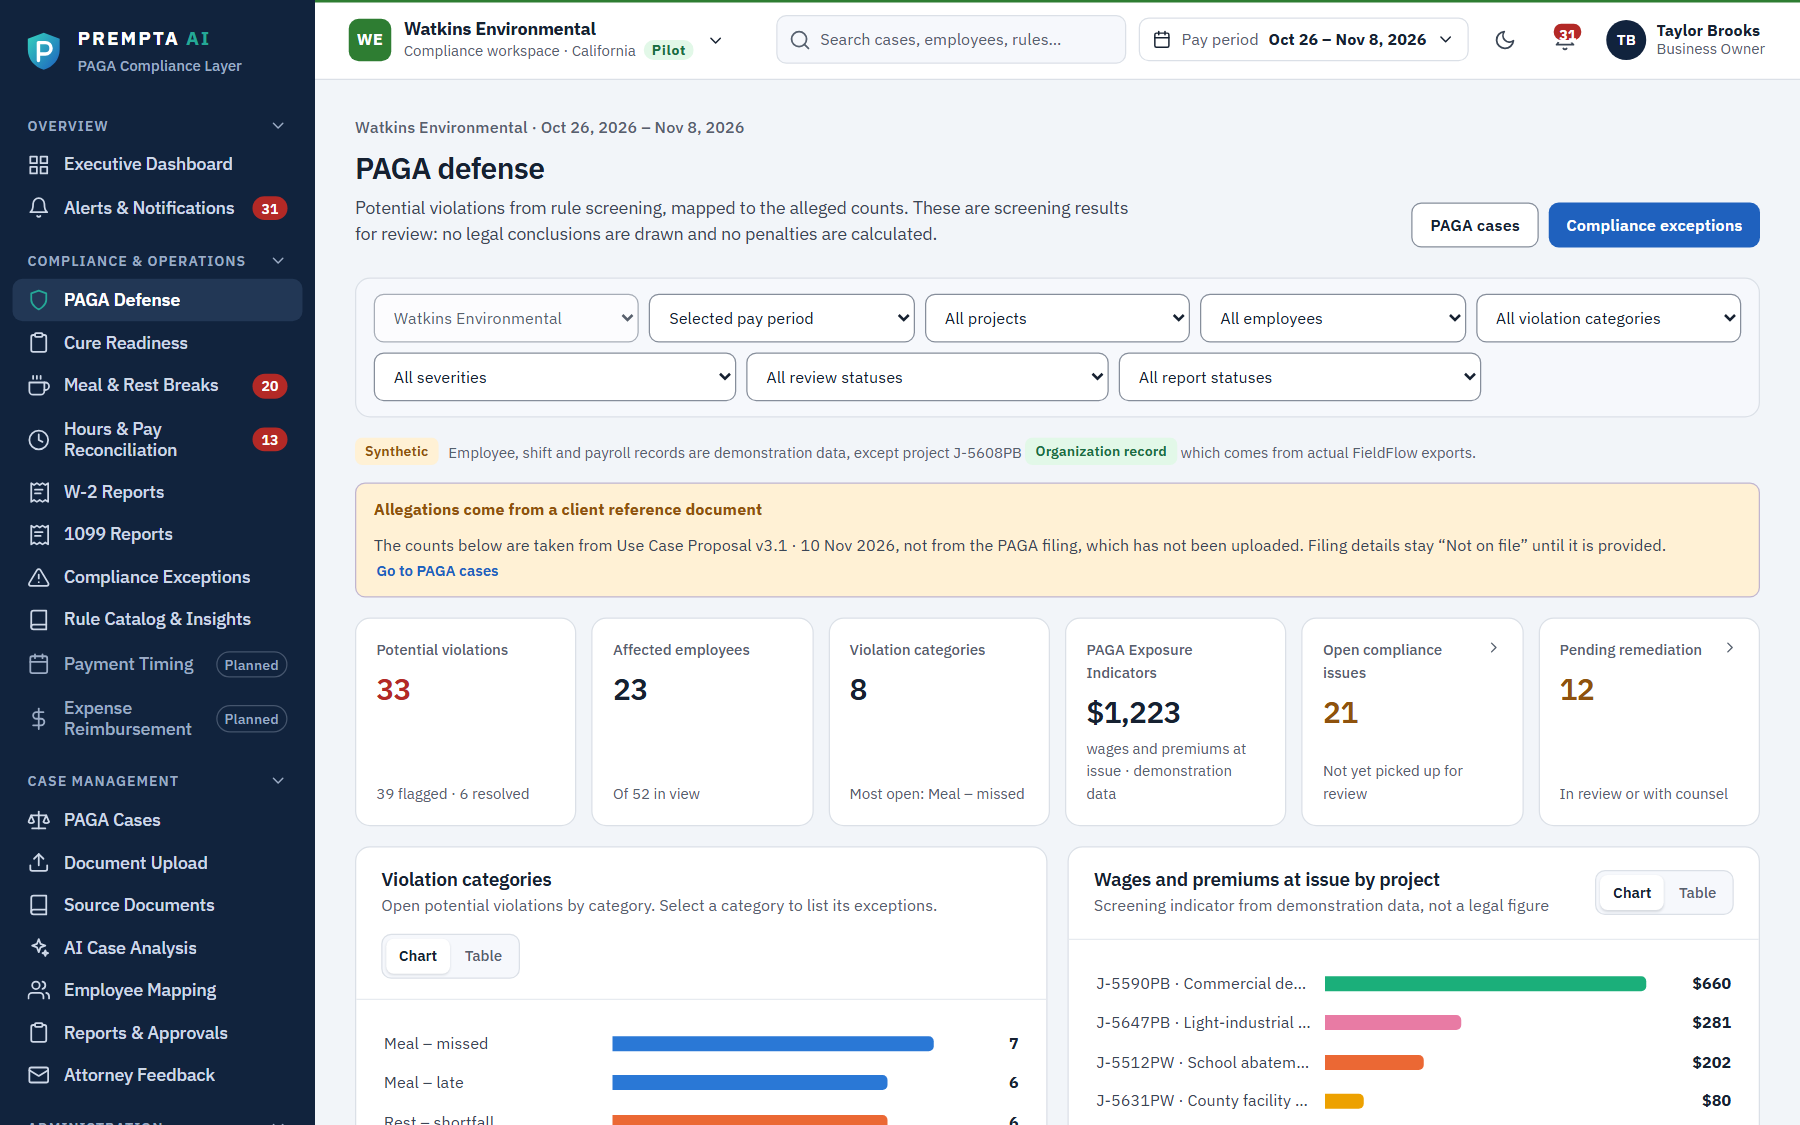 PREMPTA AI
PAGA Compliance Layer
OVERVIEW
Executive Dashboard
Alerts & Notifications 31
COMPLIANCE & OPERATIONS
PAGA Defense
Cure Readiness
Meal & Rest Breaks 20
Hours & Pay
Reconciliation 13
W-2 Reports
1099 Reports
Compliance Exceptions
Rule Catalog & Insights
Payment Timing Planned
Expense
Reimbursement Planned
CASE MANAGEMENT
PAGA Cases
Document Upload
Source Documents
AI Case Analysis
Employee Mapping
Reports & Approvals
Attorney Feedback
ADMINISTRATION
WE
Watkins Environmental
Compliance workspace · California Pilot
Search cases, employees, rules...
Pay period Oct 26 – Nov 8, 2026
31
TB
Taylor Brooks
Business Owner
Watkins Environmental · Oct 26, 2026 – Nov 8, 2026
PAGA defense
Potential violations from rule screening, mapped to the alleged counts. These are screening results
for review: no legal conclusions are drawn and no penalties are calculated.
PAGA cases
Compliance exceptions
Watkins Environmental
Selected pay period
All projects
All employees
All violation categories
All severities
All review statuses
All report statuses
Synthetic Employee, shift and payroll records are demonstration data, except project J-5608PB Organization record which comes from actual FieldFlow exports.
Allegations come from a client reference document
The counts below are taken from Use Case Proposal v3.1 · 10 Nov 2026, not from the PAGA filing, which has not been uploaded. Filing details stay “Not on file” until it is provided.
Go to PAGA cases
Potential violations
33
39 flagged · 6 resolved
Affected employees
23
Of 52 in view
Violation categories
8
Most open: Meal – missed
PAGA Exposure
Indicators
$1,223
wages and premiums at
issue · demonstration
data
Open compliance
issues
21
Not yet picked up for
review
Pending remediation
12
In review or with counsel
Violation categories
Open potential violations by category. Select a category to list its exceptions.
Chart Table
Meal – missed 7
Meal – late 6
Rest – shortfall 6
Wages and premiums at issue by project
Screening indicator from demonstration data, not a legal figure
Chart Table
J-5590PB · Commercial de... $660
J-5647PB · Light-industrial ... $281
J-5512PW · School abatem... $202
J-5631PW · County facility ... $80